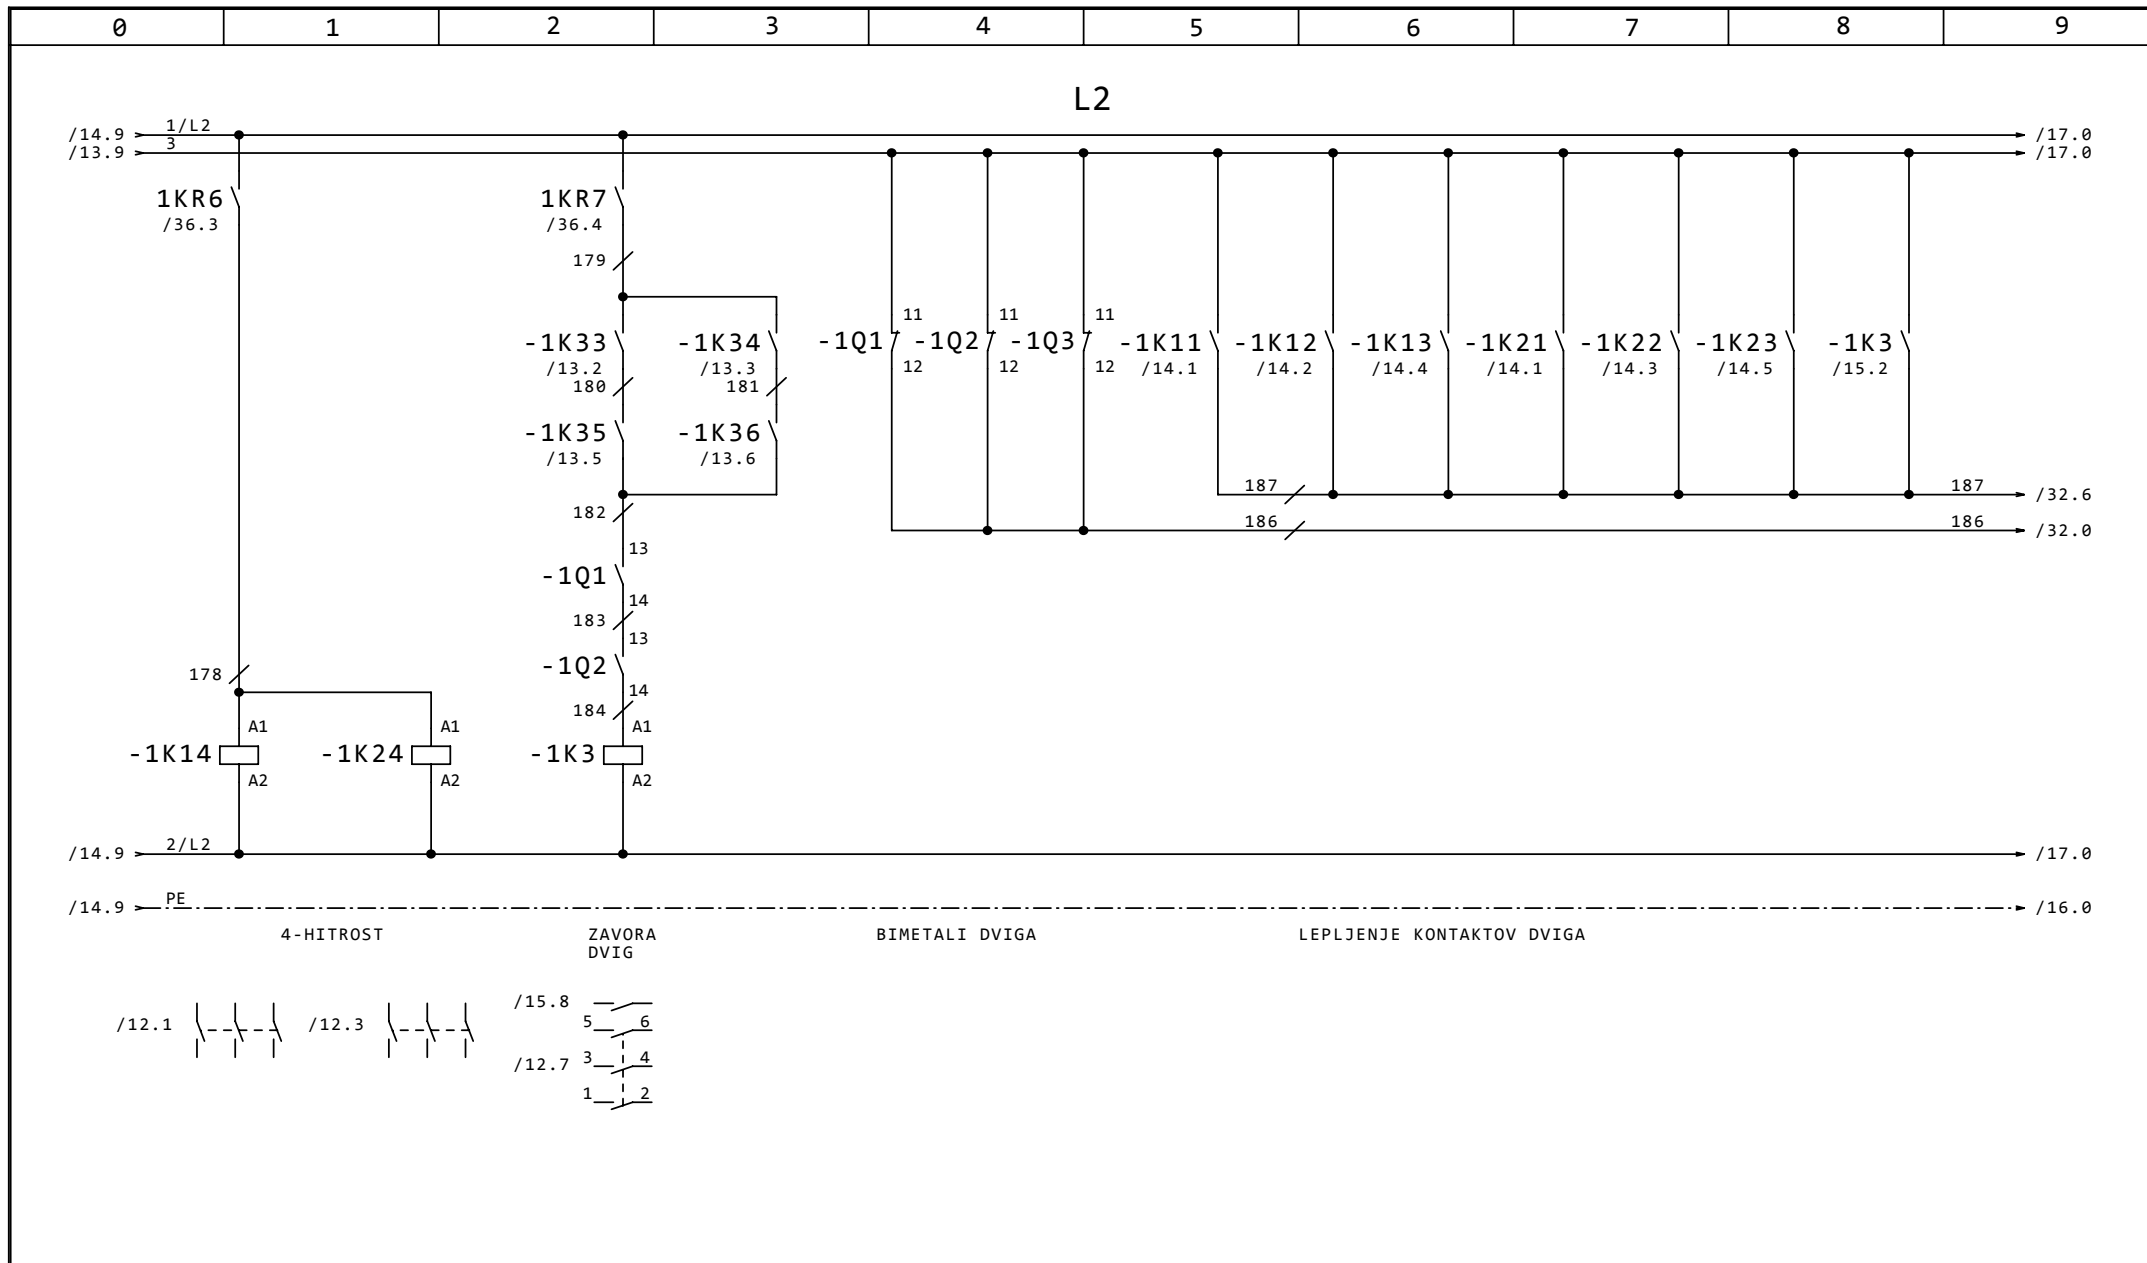 0 1 2 3 4 5 6 7 8 9
L2
/14.9 1/L2 /17.0
/13.9 3 /17.0
1KR6 1KR7
/36.3 /36.4
179
11 11 11
-1K33 -1K34 -1Q1 -1Q2 -1Q3 -1K11 -1K12 -1K13 -1K21 -1K22 -1K23 -1K3
/13.2 /13.3 12 12 12 /14.1 /14.2 /14.4 /14.1 /14.3 /14.5 /15.2
180 181
-1K35 -1K36
/13.5 /13.6
187 187 /32.6
182 186 186 /32.0
13
-1Q1
14
183
13
-1Q2
178
14
184
A1 A1 A1
-1K14 -1K24 -1K3
A2 A2 A2
/14.9 2/L2 /17.0
/14.9 PE /16.0
4-HITROST ZAVORA BIMETALI DVIGA LEPLJENJE KONTAKTOV DVIGA
DVIG
/15.8
/12.1 /12.3 5 6
/12.7 3 4
1 2